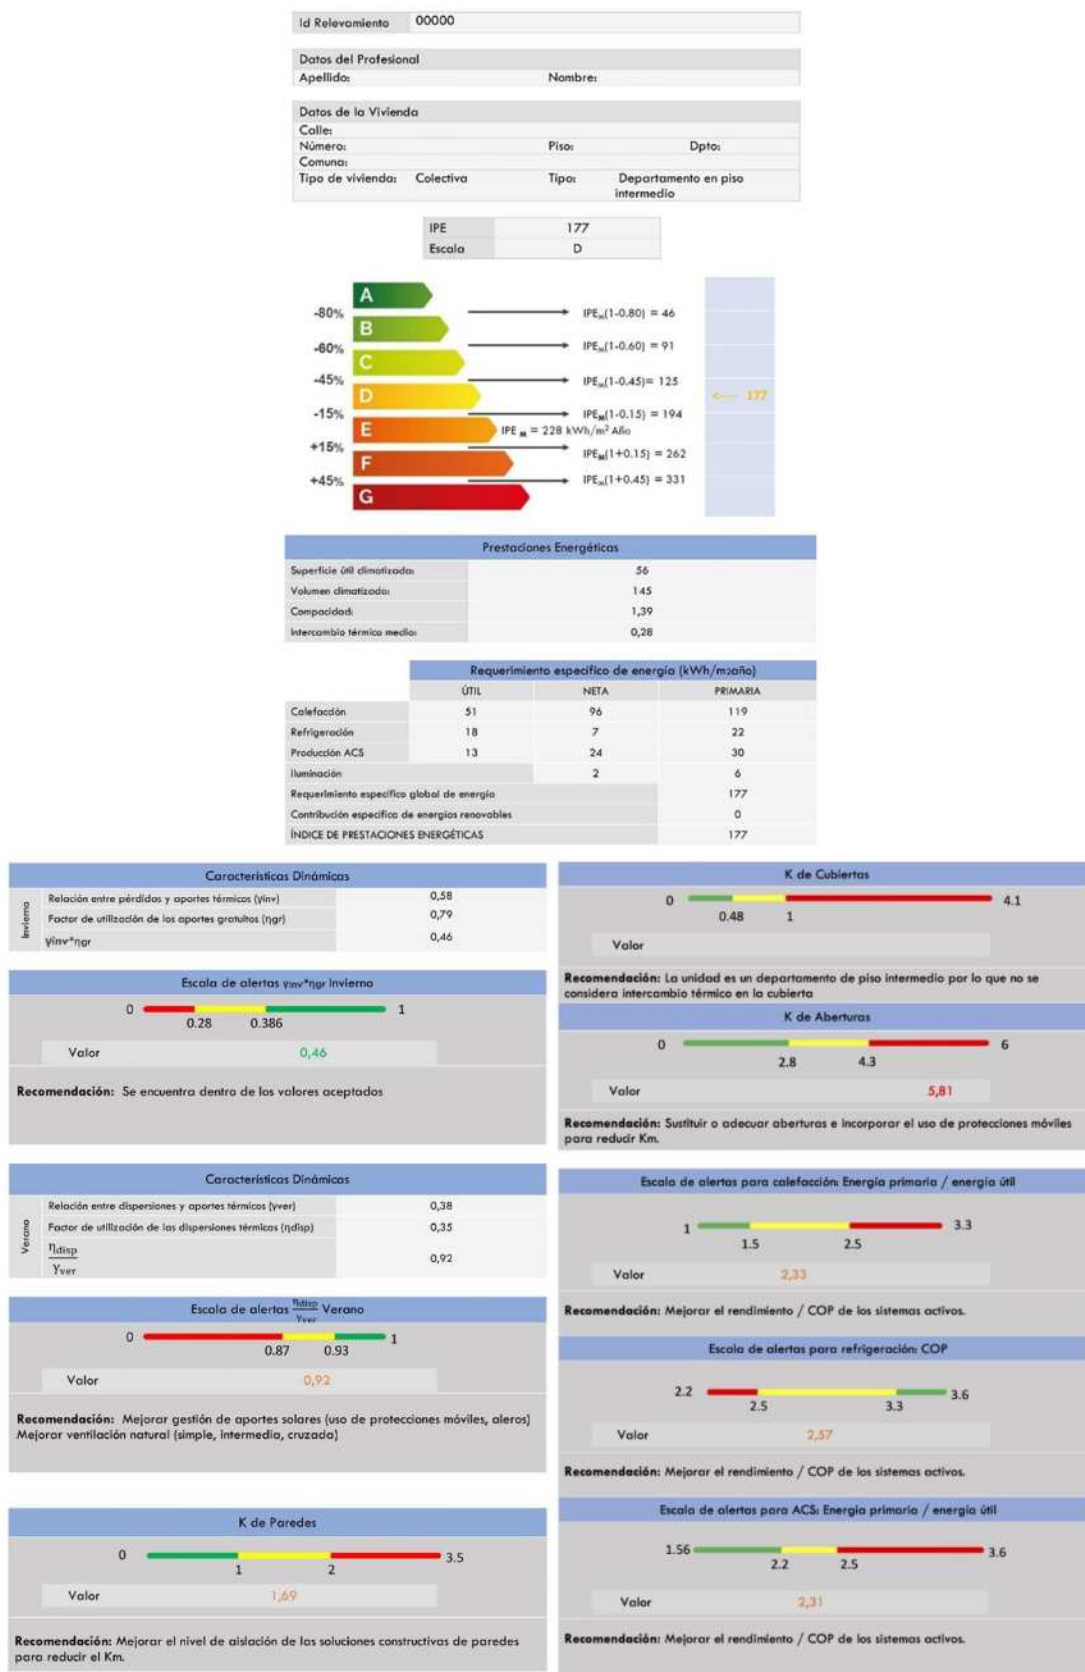 Id Relevamiento 00000
Datos del Profesional
Apellido: Nombre:
Datos de la Vivienda
Calle:
Número: Piso: Dpto:
Comuna:
Tipo de vivienda: Colectiva Tipo: Departamento en piso
intermedio
IPE 177
Escala D
A
-80% IPEM(1-0.80) = 46
B
-60% IPEM(1-0.60) = 91
C
-45% IPEM(1-0.45)= 125
D <---- 177
-15% IPEM(1-0.15) = 194
E IPE M = 228 kWh/m² Año
+15% IPEM(1+0.15) = 262
F
+45% IPEM(1+0.45) = 331
G
Prestaciones Energéticas
Superficie útil climatizada: 56
Volumen climatizado: 145
Compacidad: 1,39
Intercambio térmico medio: 0,28
Requerimiento específico de energía (kWh/m2año)
ÚTIL NETA PRIMARIA
Calefacción 51 96 119
Refrigeración 18 7 22
Producción ACS 13 24 30
Iluminación 2 6
Requerimiento específico global de energía 177
Contribución específica de energías renovables 0
ÍNDICE DE PRESTACIONES ENERGÉTICAS 177
Características Dinámicas
Invierno
Relación entre pérdidas y aportes térmicos (γinv) 0,58
Factor de utilización de los aportes gratuitos (ηgr) 0,79
γinv*ηgr 0,46
Escala de alertas γinv*ηgr Invierno
0 1
0.28 0.386
Valor 0,46
Recomendación: Se encuentra dentro de los valores aceptados
Características Dinámicas
Verano
Relación entre dispersiones y aportes térmicos (γver) 0,38
Factor de utilización de las dispersiones térmicas (ηdisp) 0,35
ηdisp
γver 0,92
Escala de alertas ηdisp/γver Verano
0 1
0.87 0.93
Valor 0,92
Recomendación: Mejorar gestión de aportes solares (uso de protecciones móviles, aleros)
Mejorar ventilación natural (simple, intermedia, cruzada)
K de Paredes
0 3.5
1 2
Valor 1,69
Recomendación: Mejorar el nivel de aislación de las soluciones constructivas de paredes
para reducir el Km.
K de Cubiertas
0 4.1
0.48 1
Valor
Recomendación: La unidad es un departamento de piso intermedio por lo que no se
considera intercambio térmico en la cubierta
K de Aberturas
0 6
2.8 4.3
Valor 5,81
Recomendación: Sustituir o adecuar aberturas e incorporar el uso de protecciones móviles
para reducir Km.
Escala de alertas para calefacción: Energía primaria / energía útil
1 3.3
1.5 2.5
Valor 2,33
Recomendación: Mejorar el rendimiento / COP de los sistemas activos.
Escala de alertas para refrigeración: COP
2.2 3.6
2.5 3.3
Valor 2,57
Recomendación: Mejorar el rendimiento / COP de los sistemas activos.
Escala de alertas para ACS: Energía primaria / energía útil
1.56 3.6
2.2 2.5
Valor 2,31
Recomendación: Mejorar el rendimiento / COP de los sistemas activos.